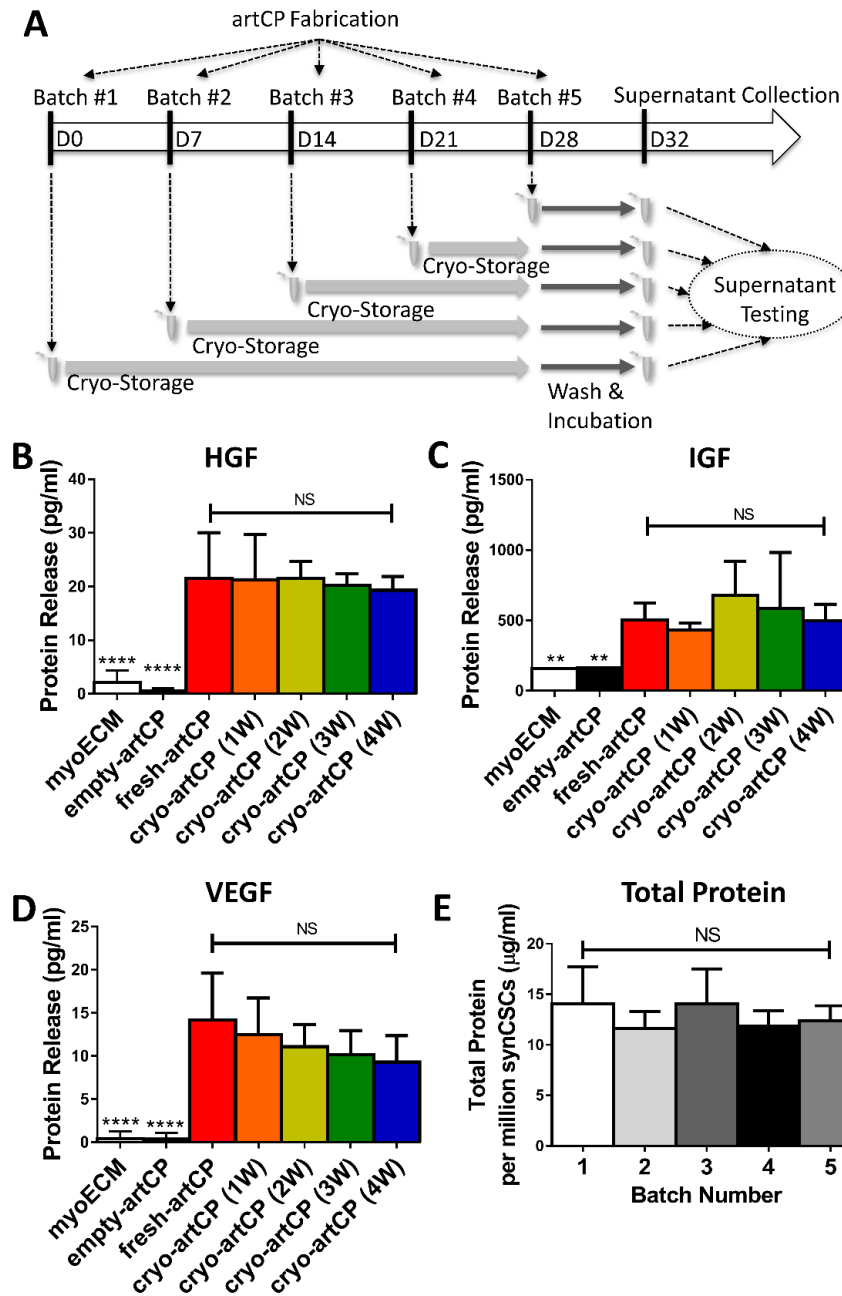 A
artCP Fabrication
Batch #1 Batch #2 Batch #3 Batch #4 Batch #5 Supernatant Collection
D0 D7 D14 D21 D28 D32
Cryo-Storage
Cryo-Storage
Cryo-Storage
Cryo-Storage
Supernatant
Testing
Wash &
Incubation
B
HGF
Protein Release (pg/ml)
40
30
20
10
0
NS
**** ****
myoECM
empty-artCP
fresh-artCP
cryo-artCP (1W)
cryo-artCP (2W)
cryo-artCP (3W)
cryo-artCP (4W)
C
IGF
Protein Release (pg/ml)
1500
1000
500
0
NS
** **
myoECM
empty-artCP
fresh-artCP
cryo-artCP (1W)
cryo-artCP (2W)
cryo-artCP (3W)
cryo-artCP (4W)
D
VEGF
Protein Release (pg/ml)
25
20
15
10
5
0
NS
**** ****
myoECM
empty-artCP
fresh-artCP
cryo-artCP (1W)
cryo-artCP (2W)
cryo-artCP (3W)
cryo-artCP (4W)
E
Total Protein
Total Protein
per million synCSCs (μg/ml)
20
15
10
5
0
NS
1 2 3 4 5
Batch Number